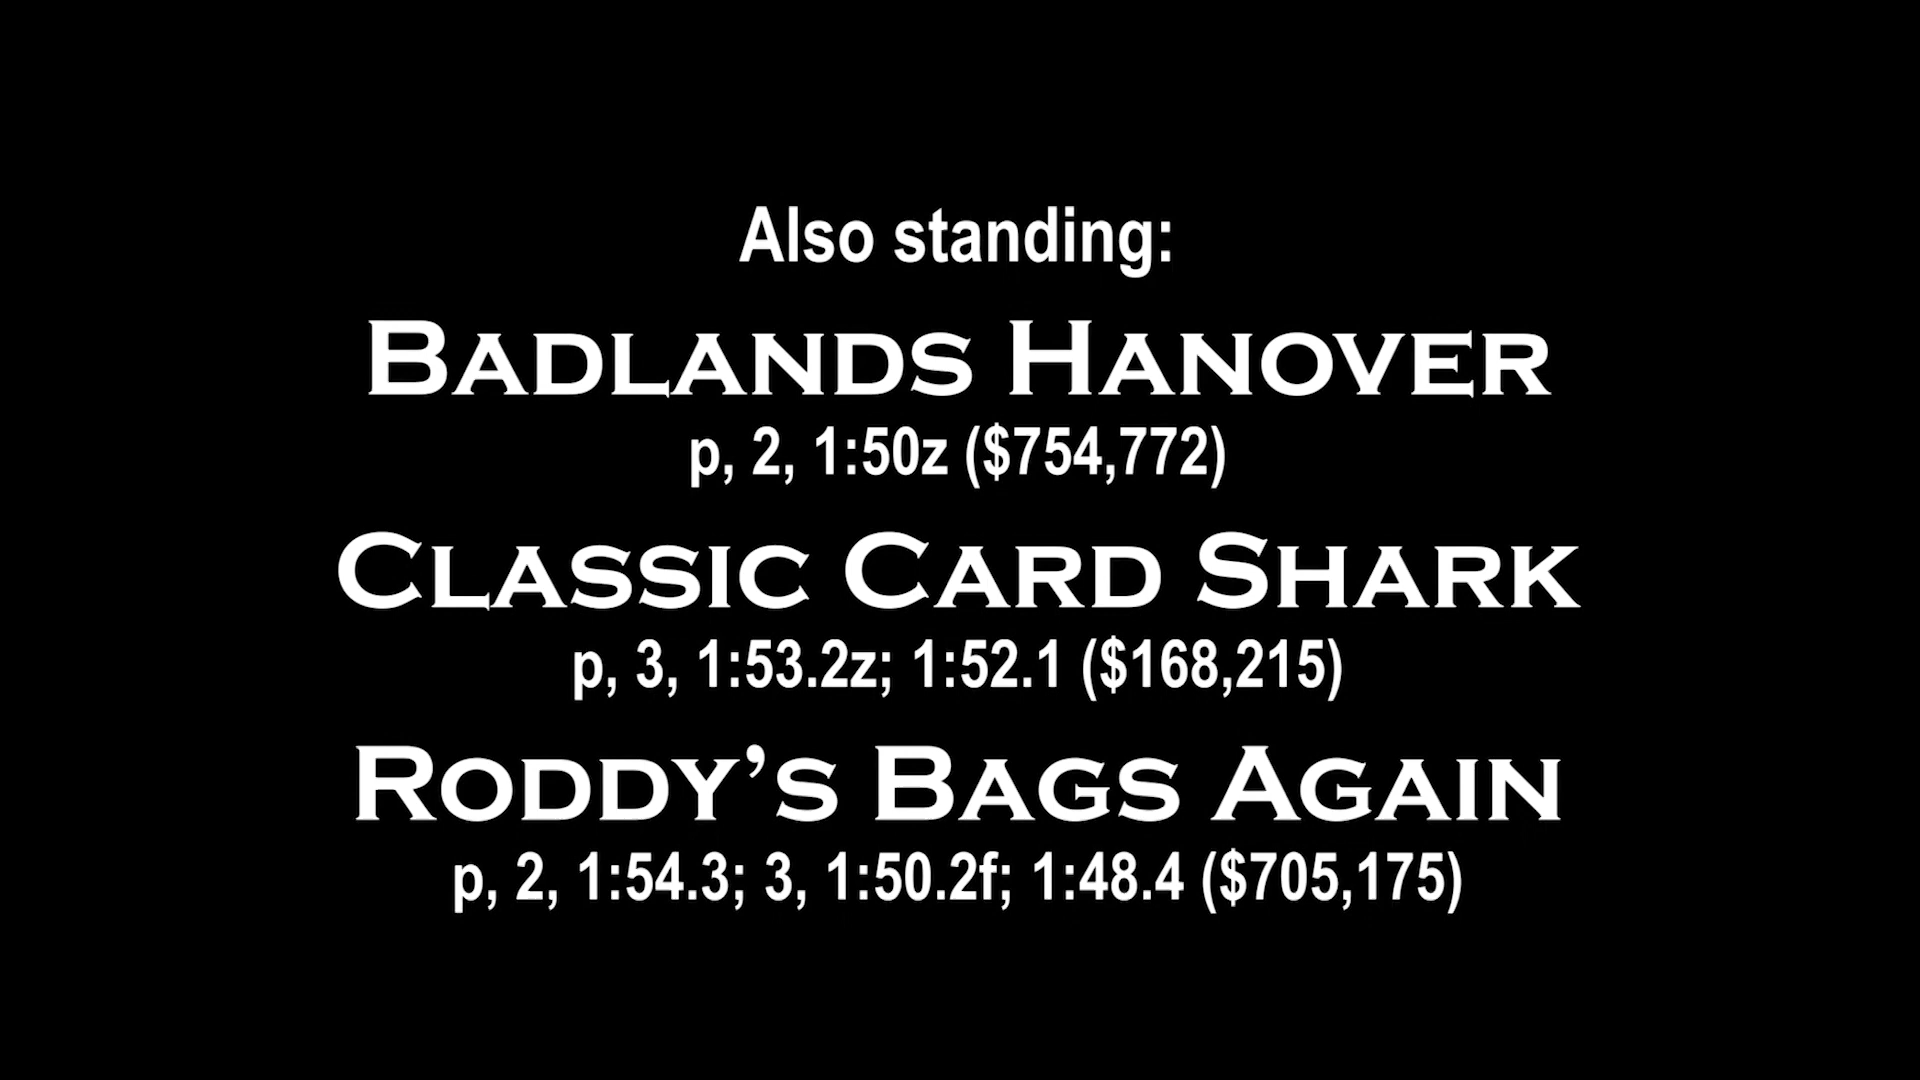 Also standing:
Badlands Hanover
p, 2, 1:50z ($754,772)
Classic Card Shark
p, 3, 1:53.2z; 1:52.1 ($168,215)
Roddy’s Bags Again
p, 2, 1:54.3; 3, 1:50.2f; 1:48.4 ($705,175)